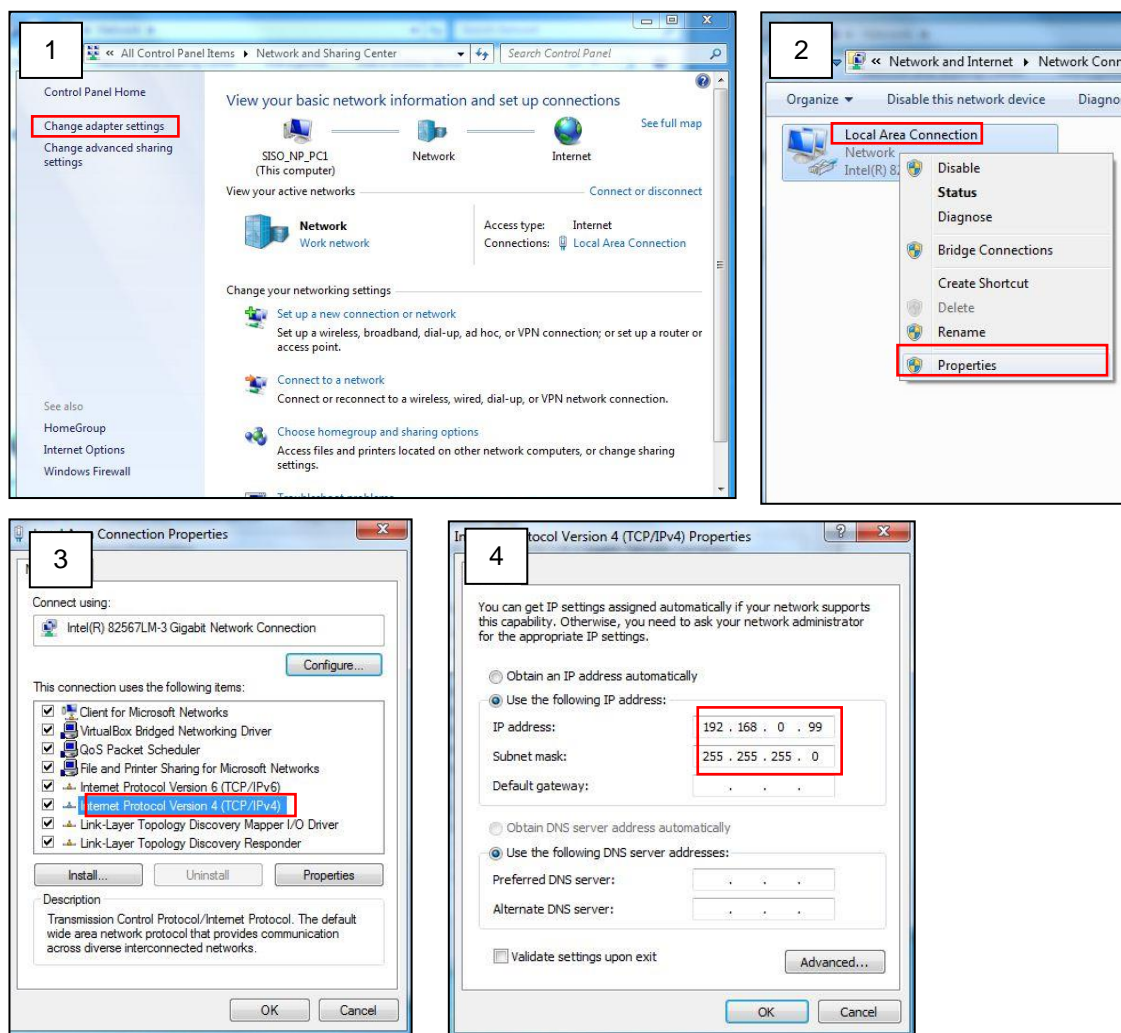 1
« All Control Panel Items ▸ Network and Sharing Center
Search Control Panel
Control Panel Home
Change adapter settings
Change advanced sharing
settings
See also
HomeGroup
Internet Options
Windows Firewall
View your basic network information and set up connections
See full map
SISO_NP_PC1
(This computer)
Network
Internet
View your active networks
Connect or disconnect
Network
Work network
Access type: Internet
Connections: Local Area Connection
Change your networking settings
Set up a new connection or network
Set up a wireless, broadband, dial-up, ad hoc, or VPN connection; or set up a router or
access point.
Connect to a network
Connect or reconnect to a wireless, wired, dial-up, or VPN network connection.
Choose homegroup and sharing options
Access files and printers located on other network computers, or change sharing
settings.
Troubleshoot problems
2
« Network and Internet ▸ Network Conn
Organize Disable this network device Diagno
Local Area Connection
Network
Intel(R) 8
Disable
Status
Diagnose
Bridge Connections
Create Shortcut
Delete
Rename
Properties
3
Connection Properties
Connect using:
Intel(R) 82567LM-3 Gigabit Network Connection
Configure...
This connection uses the following items:
Client for Microsoft Networks
VirtualBox Bridged Networking Driver
QoS Packet Scheduler
File and Printer Sharing for Microsoft Networks
Internet Protocol Version 6 (TCP/IPv6)
Internet Protocol Version 4 (TCP/IPv4)
Link-Layer Topology Discovery Mapper I/O Driver
Link-Layer Topology Discovery Responder
Install... Uninstall Properties
Description
Transmission Control Protocol/Internet Protocol. The default
wide area network protocol that provides communication
across diverse interconnected networks.
OK Cancel
4
In tocol Version 4 (TCP/IPv4) Properties
You can get IP settings assigned automatically if your network supports
this capability. Otherwise, you need to ask your network administrator
for the appropriate IP settings.
Obtain an IP address automatically
Use the following IP address:
IP address: 192 . 168 . 0 . 99
Subnet mask: 255 . 255 . 255 . 0
Default gateway: . . .
Obtain DNS server address automatically
Use the following DNS server addresses:
Preferred DNS server: . . .
Alternate DNS server: . . .
Validate settings upon exit
Advanced...
OK Cancel